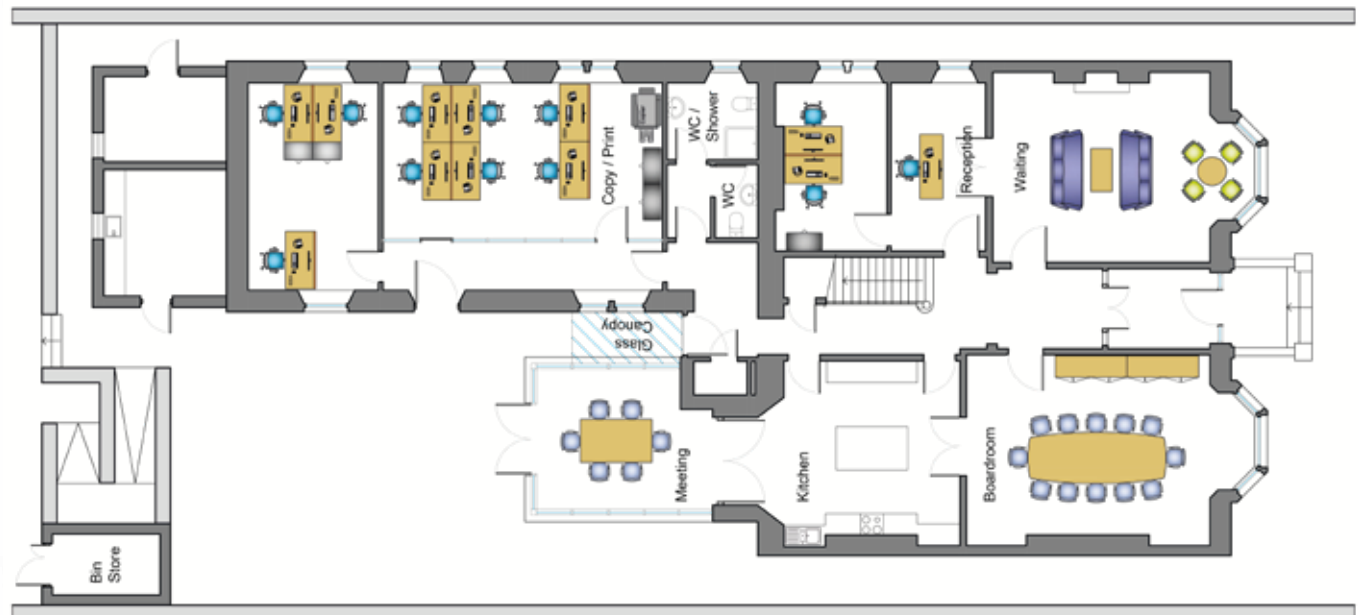 Copy / Print
WC /
Shower
WC
Reception
Waiting
Glass
Canopy
Meeting
Kitchen
Boardroom
Bin
Store